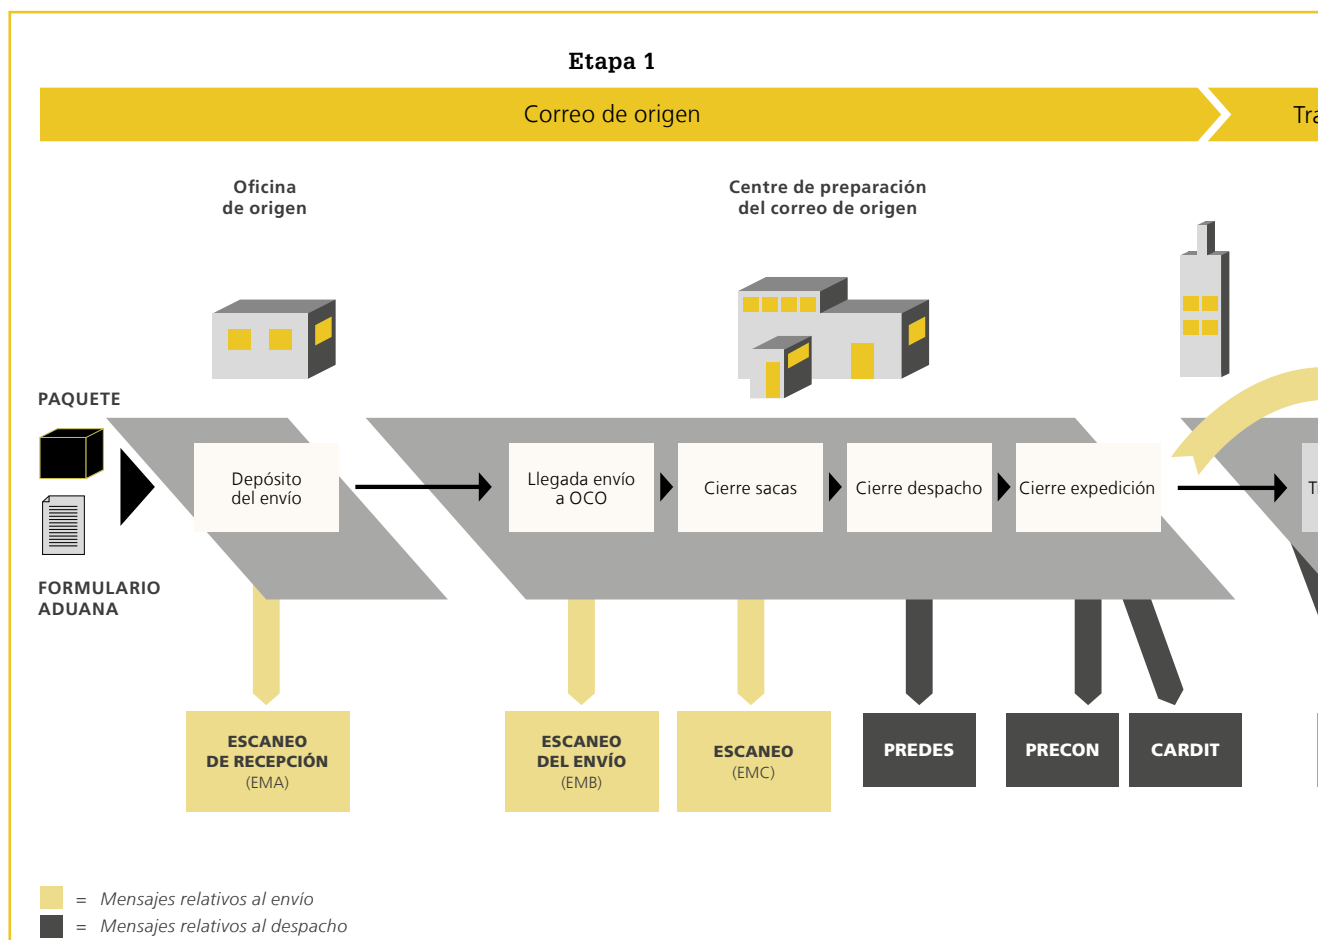 Etapa 1
Correo de origen
Oficina
de origen
Centre de preparación
del correo de origen
PAQUETE
FORMULARIO
ADUANA
Depósito
del envío
Llegada envío
a OCO
Cierre sacas
Cierre despacho
Cierre expedición
ESCANEO
DE RECEPCIÓN
(EMA)
ESCANEO
DEL ENVÍO
(EMB)
ESCANEO
(EMC)
PREDES
PRECON
CARDIT
= Mensajes relativos al envío
= Mensajes relativos al despacho